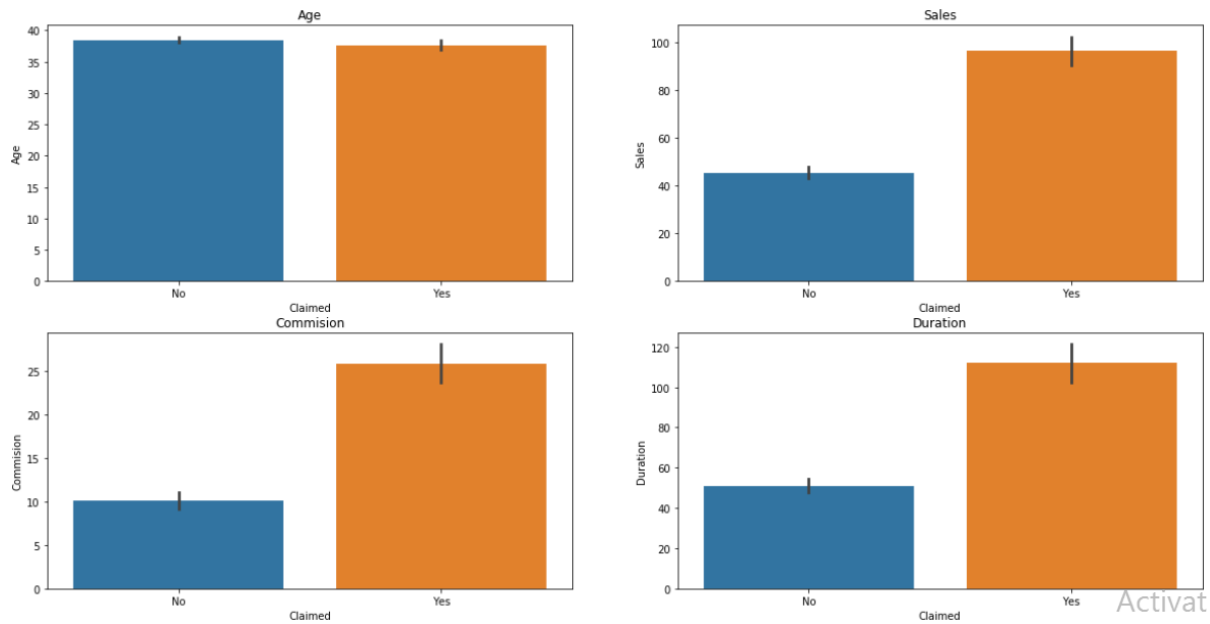 Age
Age
40
35
30
25
20
15
10
5
0
No Yes
Claimed
Sales
Sales
100
80
60
40
20
0
No Yes
Claimed
Commision
Commision
25
20
15
10
5
0
No Yes
Claimed
Duration
Duration
120
100
80
60
40
20
0
No Yes
Claimed
Activat